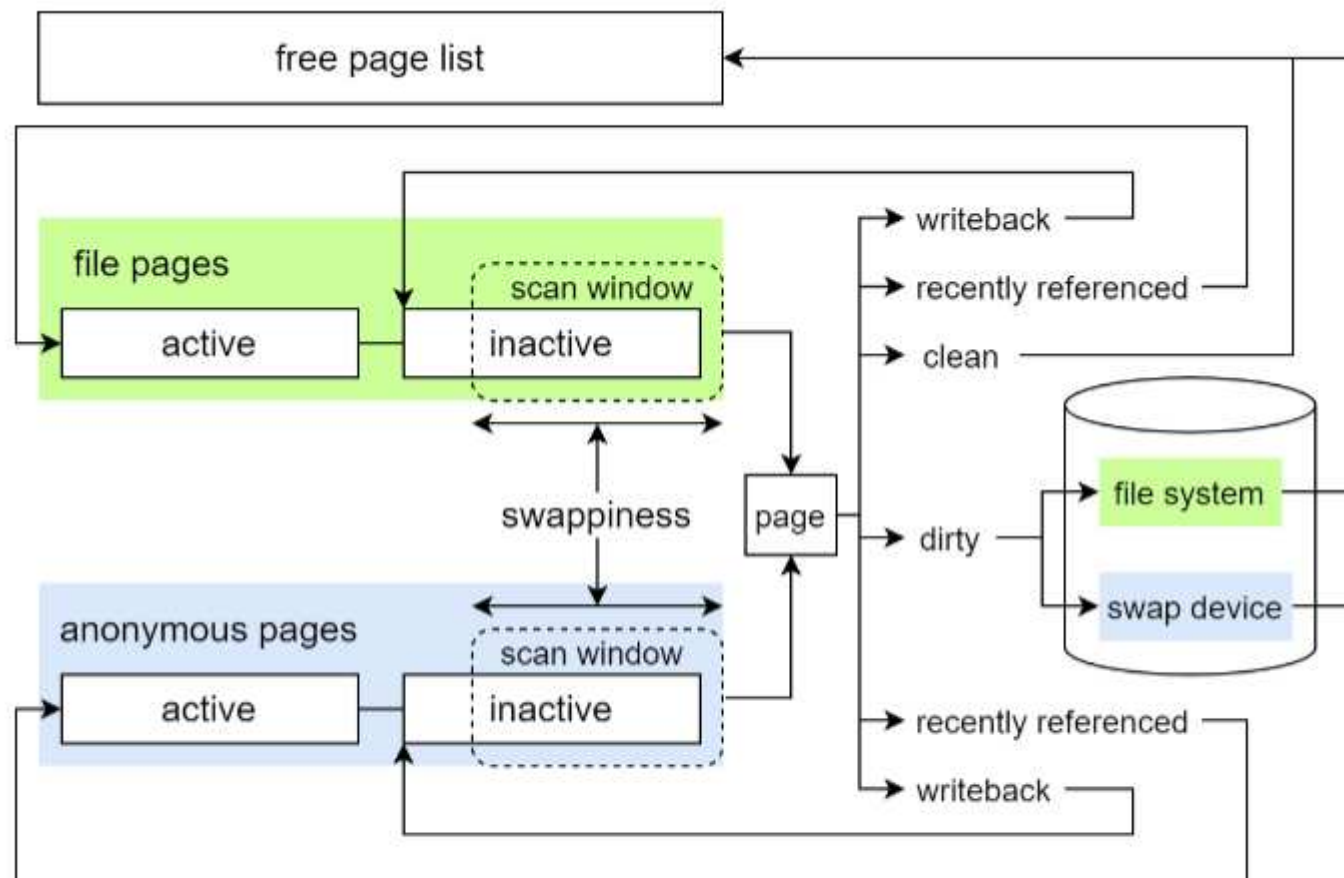 free page list
file pages
scan window
active
inactive
swappiness
anonymous pages
scan window
active
inactive
page
writeback
recently referenced
clean
dirty
file system
swap device
recently referenced
writeback